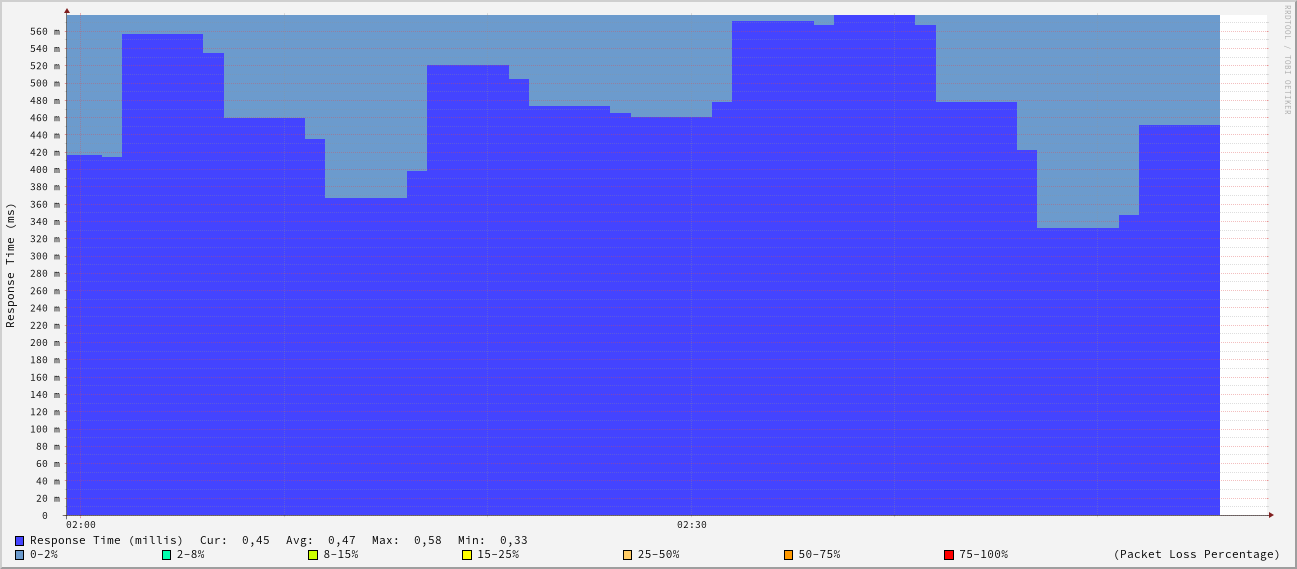 RRDTOOL / TOBI OETIKER
Response Time (ms)
560 m
540 m
520 m
500 m
480 m
460 m
440 m
420 m
400 m
380 m
360 m
340 m
320 m
300 m
280 m
260 m
240 m
220 m
200 m
180 m
160 m
140 m
120 m
100 m
80 m
60 m
40 m
20 m
0
02:00 02:30
Response Time (millis) Cur: 0,45 Avg: 0,47 Max: 0,58 Min: 0,33
0-2% 2-8% 8-15% 15-25% 25-50% 50-75% 75-100% (Packet Loss Percentage)